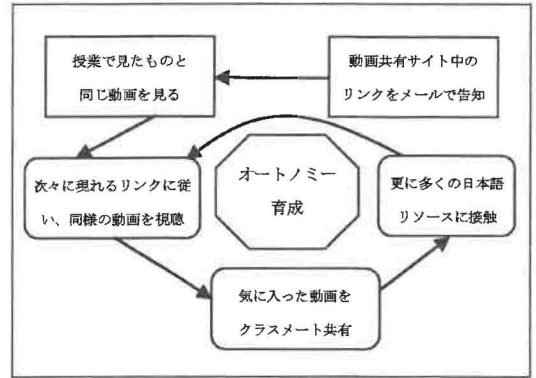 授業で見たものと
同じ動画を見る
動画共有サイト中の
リンクをメールで告知
次々に現れるリンクに従
い、同様の動画を視聴
オートノミー
育成
更に多くの日本語
リソースに接触
気に入った動画を
クラスメート共有